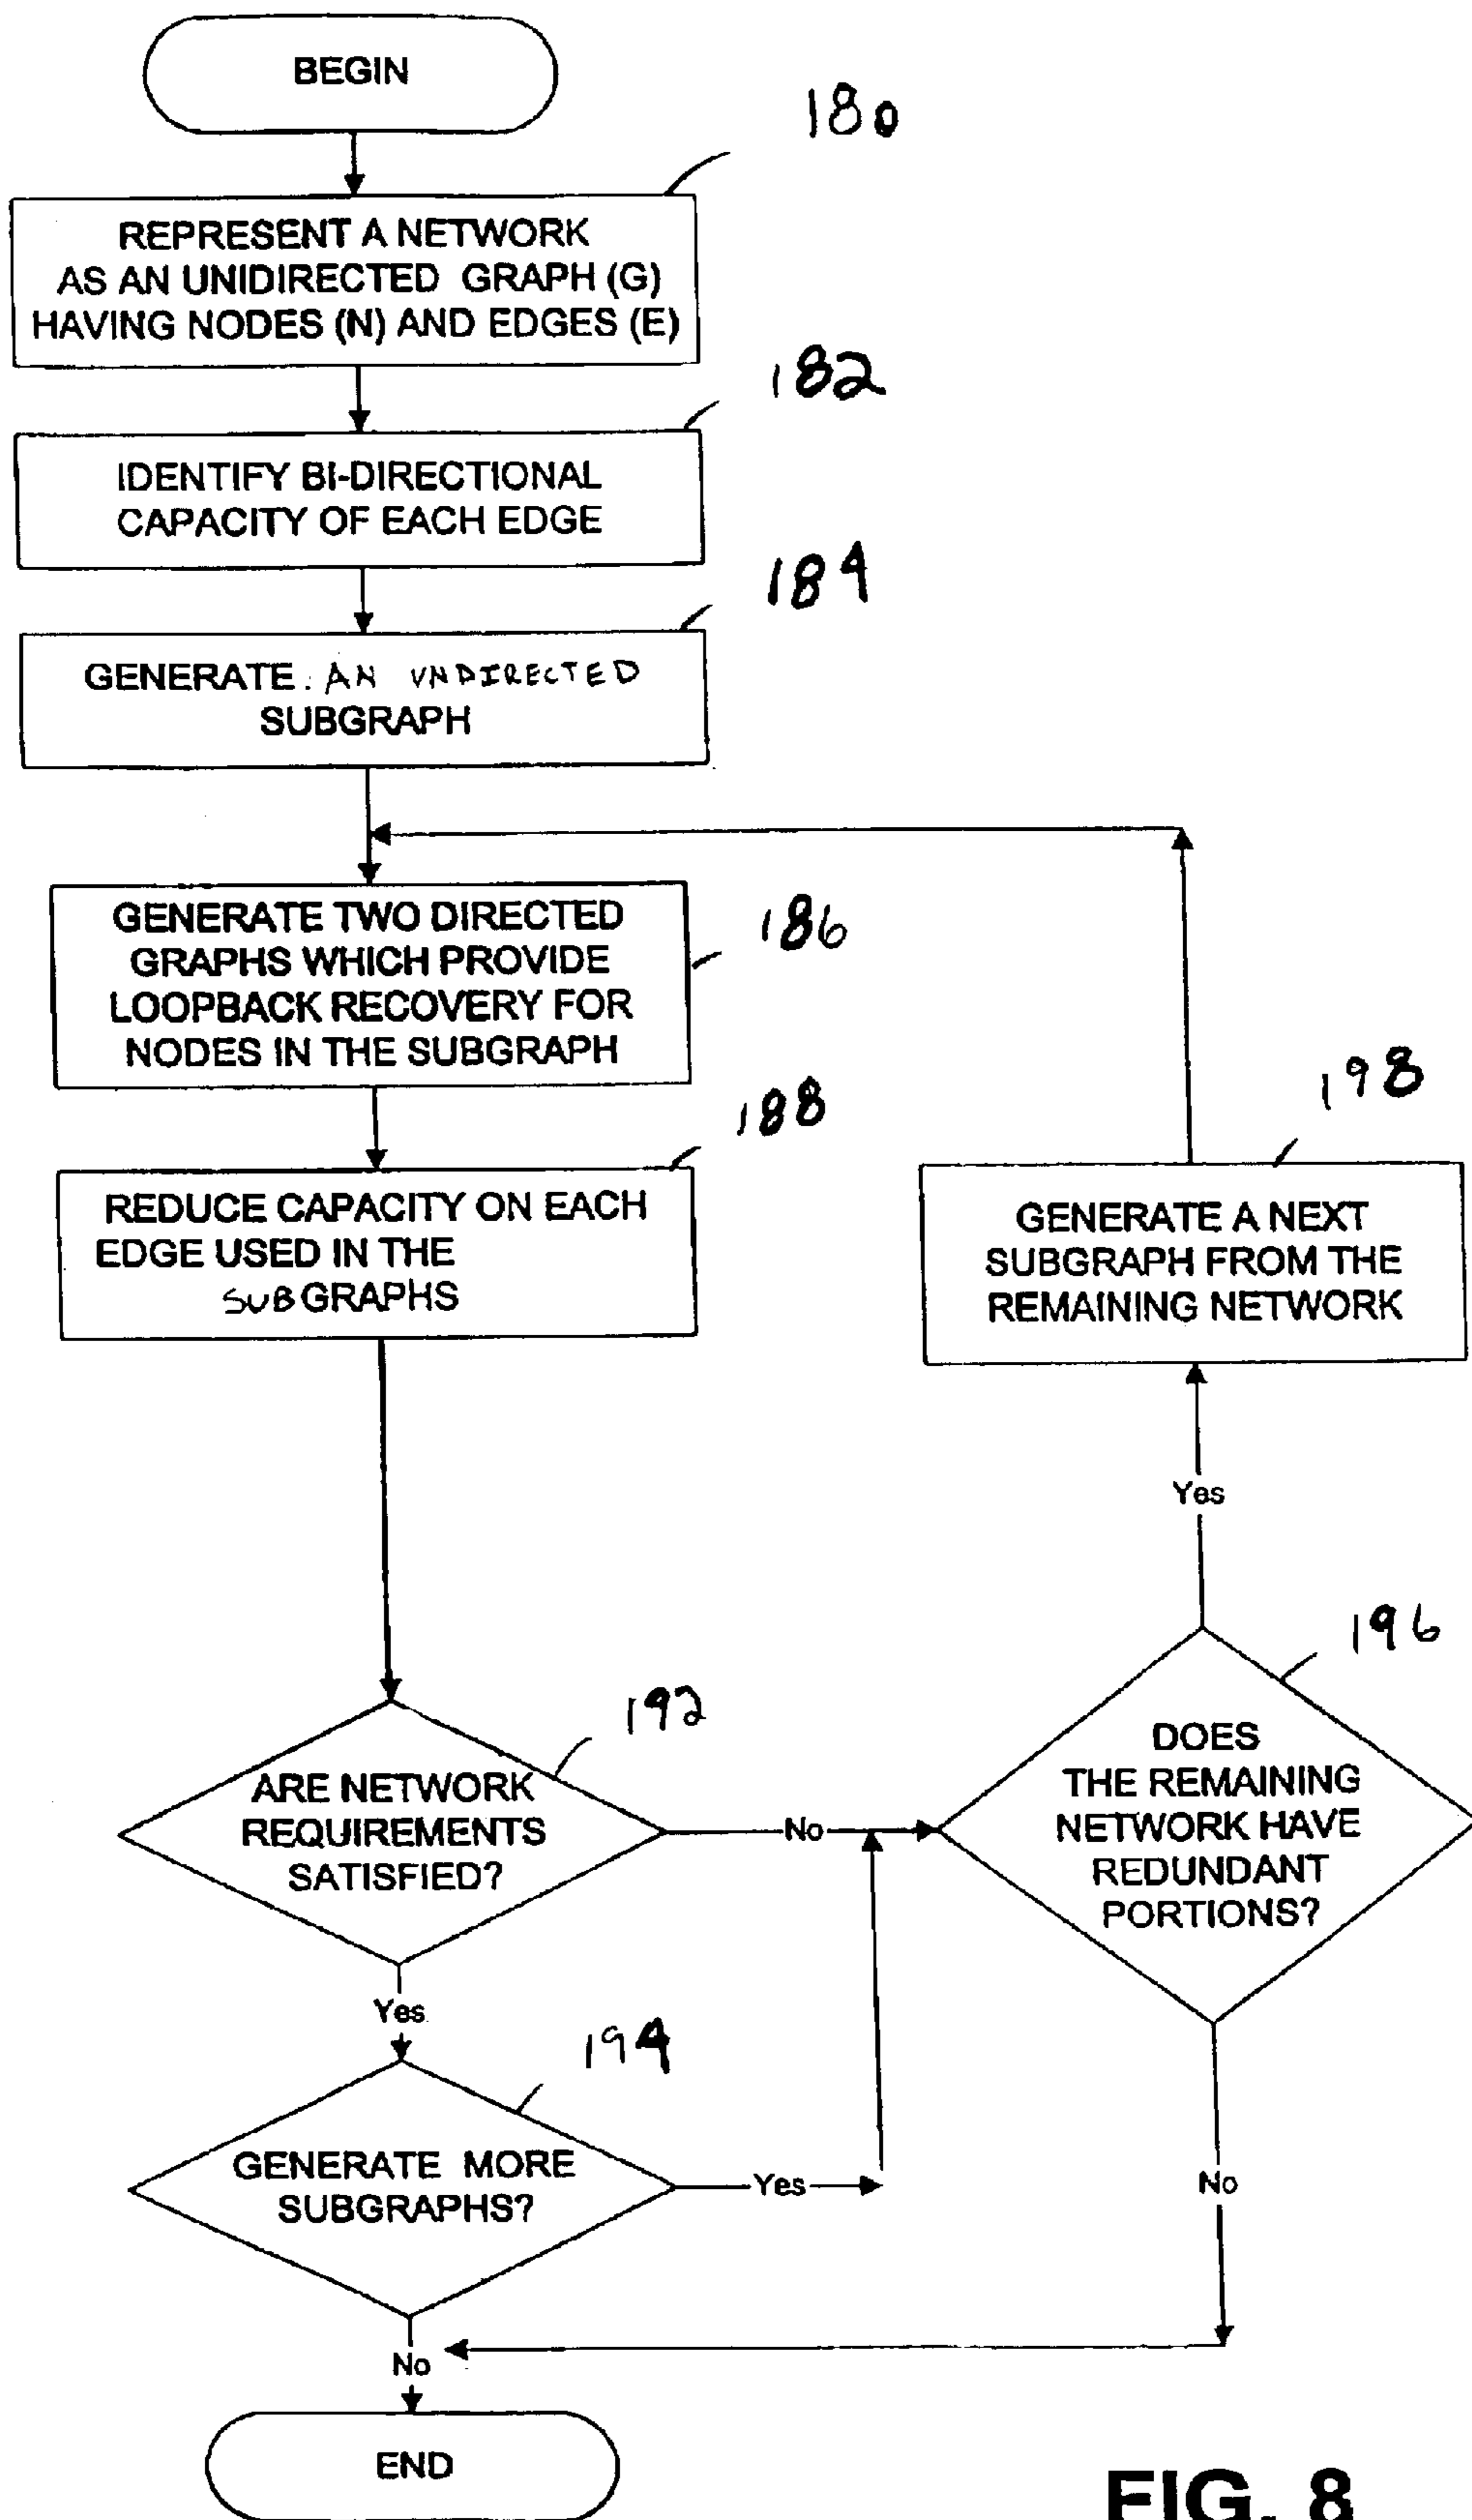 BEGIN
180
REPRESENT A NETWORK
AS AN UNIDIRECTED GRAPH (G)
HAVING NODES (N) AND EDGES (E)
182
IDENTIFY BI-DIRECTIONAL
CAPACITY OF EACH EDGE
184
GENERATE AN UNDIRECTED
SUBGRAPH
GENERATE TWO DIRECTED
GRAPHS WHICH PROVIDE
LOOPBACK RECOVERY FOR
NODES IN THE SUBGRAPH
186
188
REDUCE CAPACITY ON EACH
EDGE USED IN THE
SUBGRAPHS
198
GENERATE A NEXT
SUBGRAPH FROM THE
REMAINING NETWORK
Yes
192
ARE NETWORK
REQUIREMENTS
SATISFIED?
No
196
DOES
THE REMAINING
NETWORK HAVE
REDUNDANT
PORTIONS?
Yes
194
GENERATE MORE
SUBGRAPHS?
Yes
No
No
END
FIG. 8